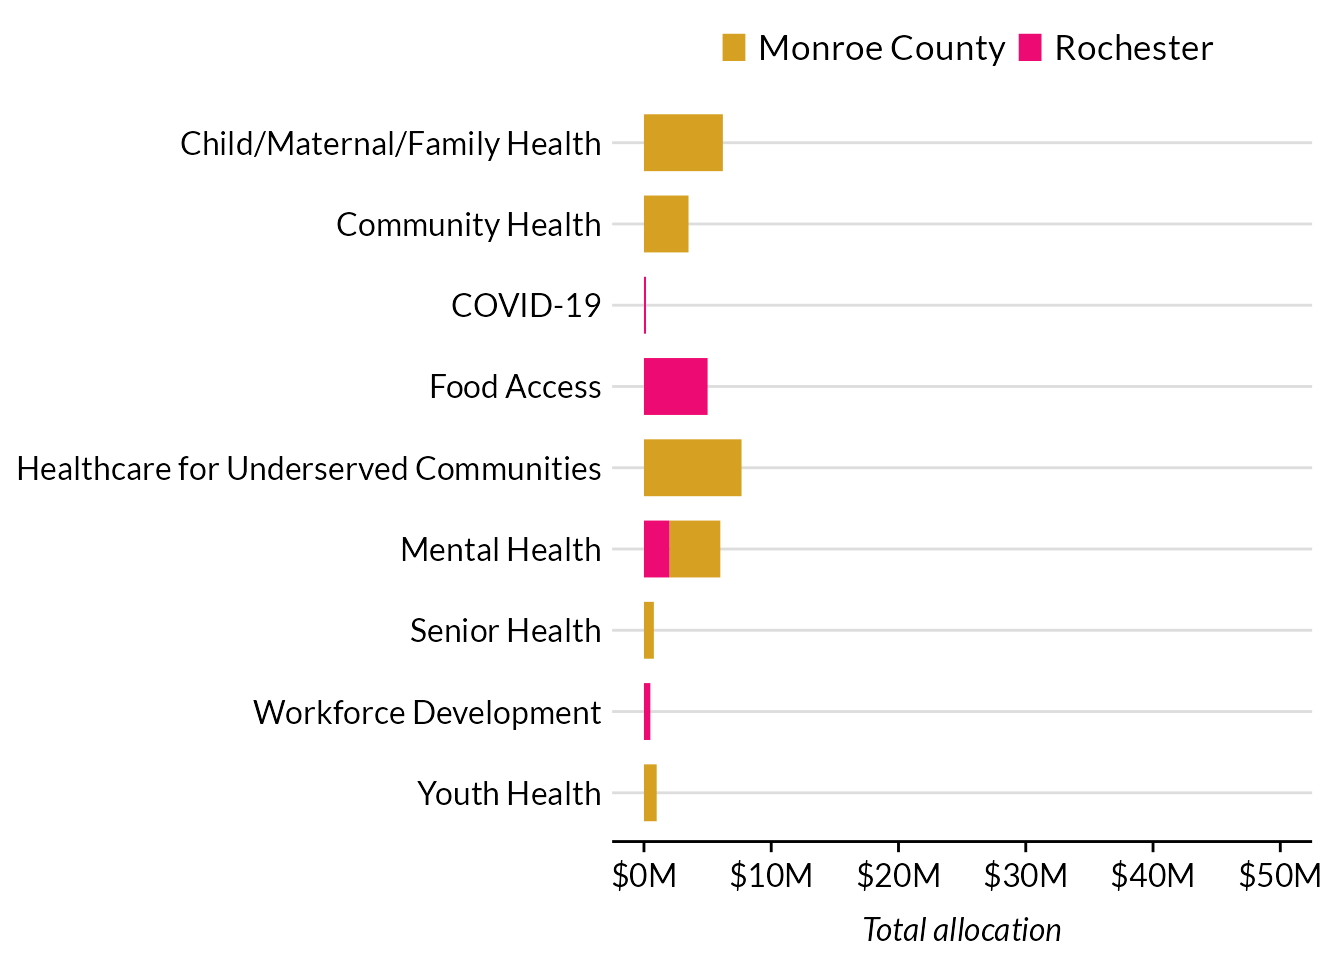 Monroe County Rochester
Child/Maternal/Family Health
Community Health
COVID-19
Food Access
Healthcare for Underserved Communities
Mental Health
Senior Health
Workforce Development
Youth Health
$0M $10M $20M $30M $40M $50M
Total allocation